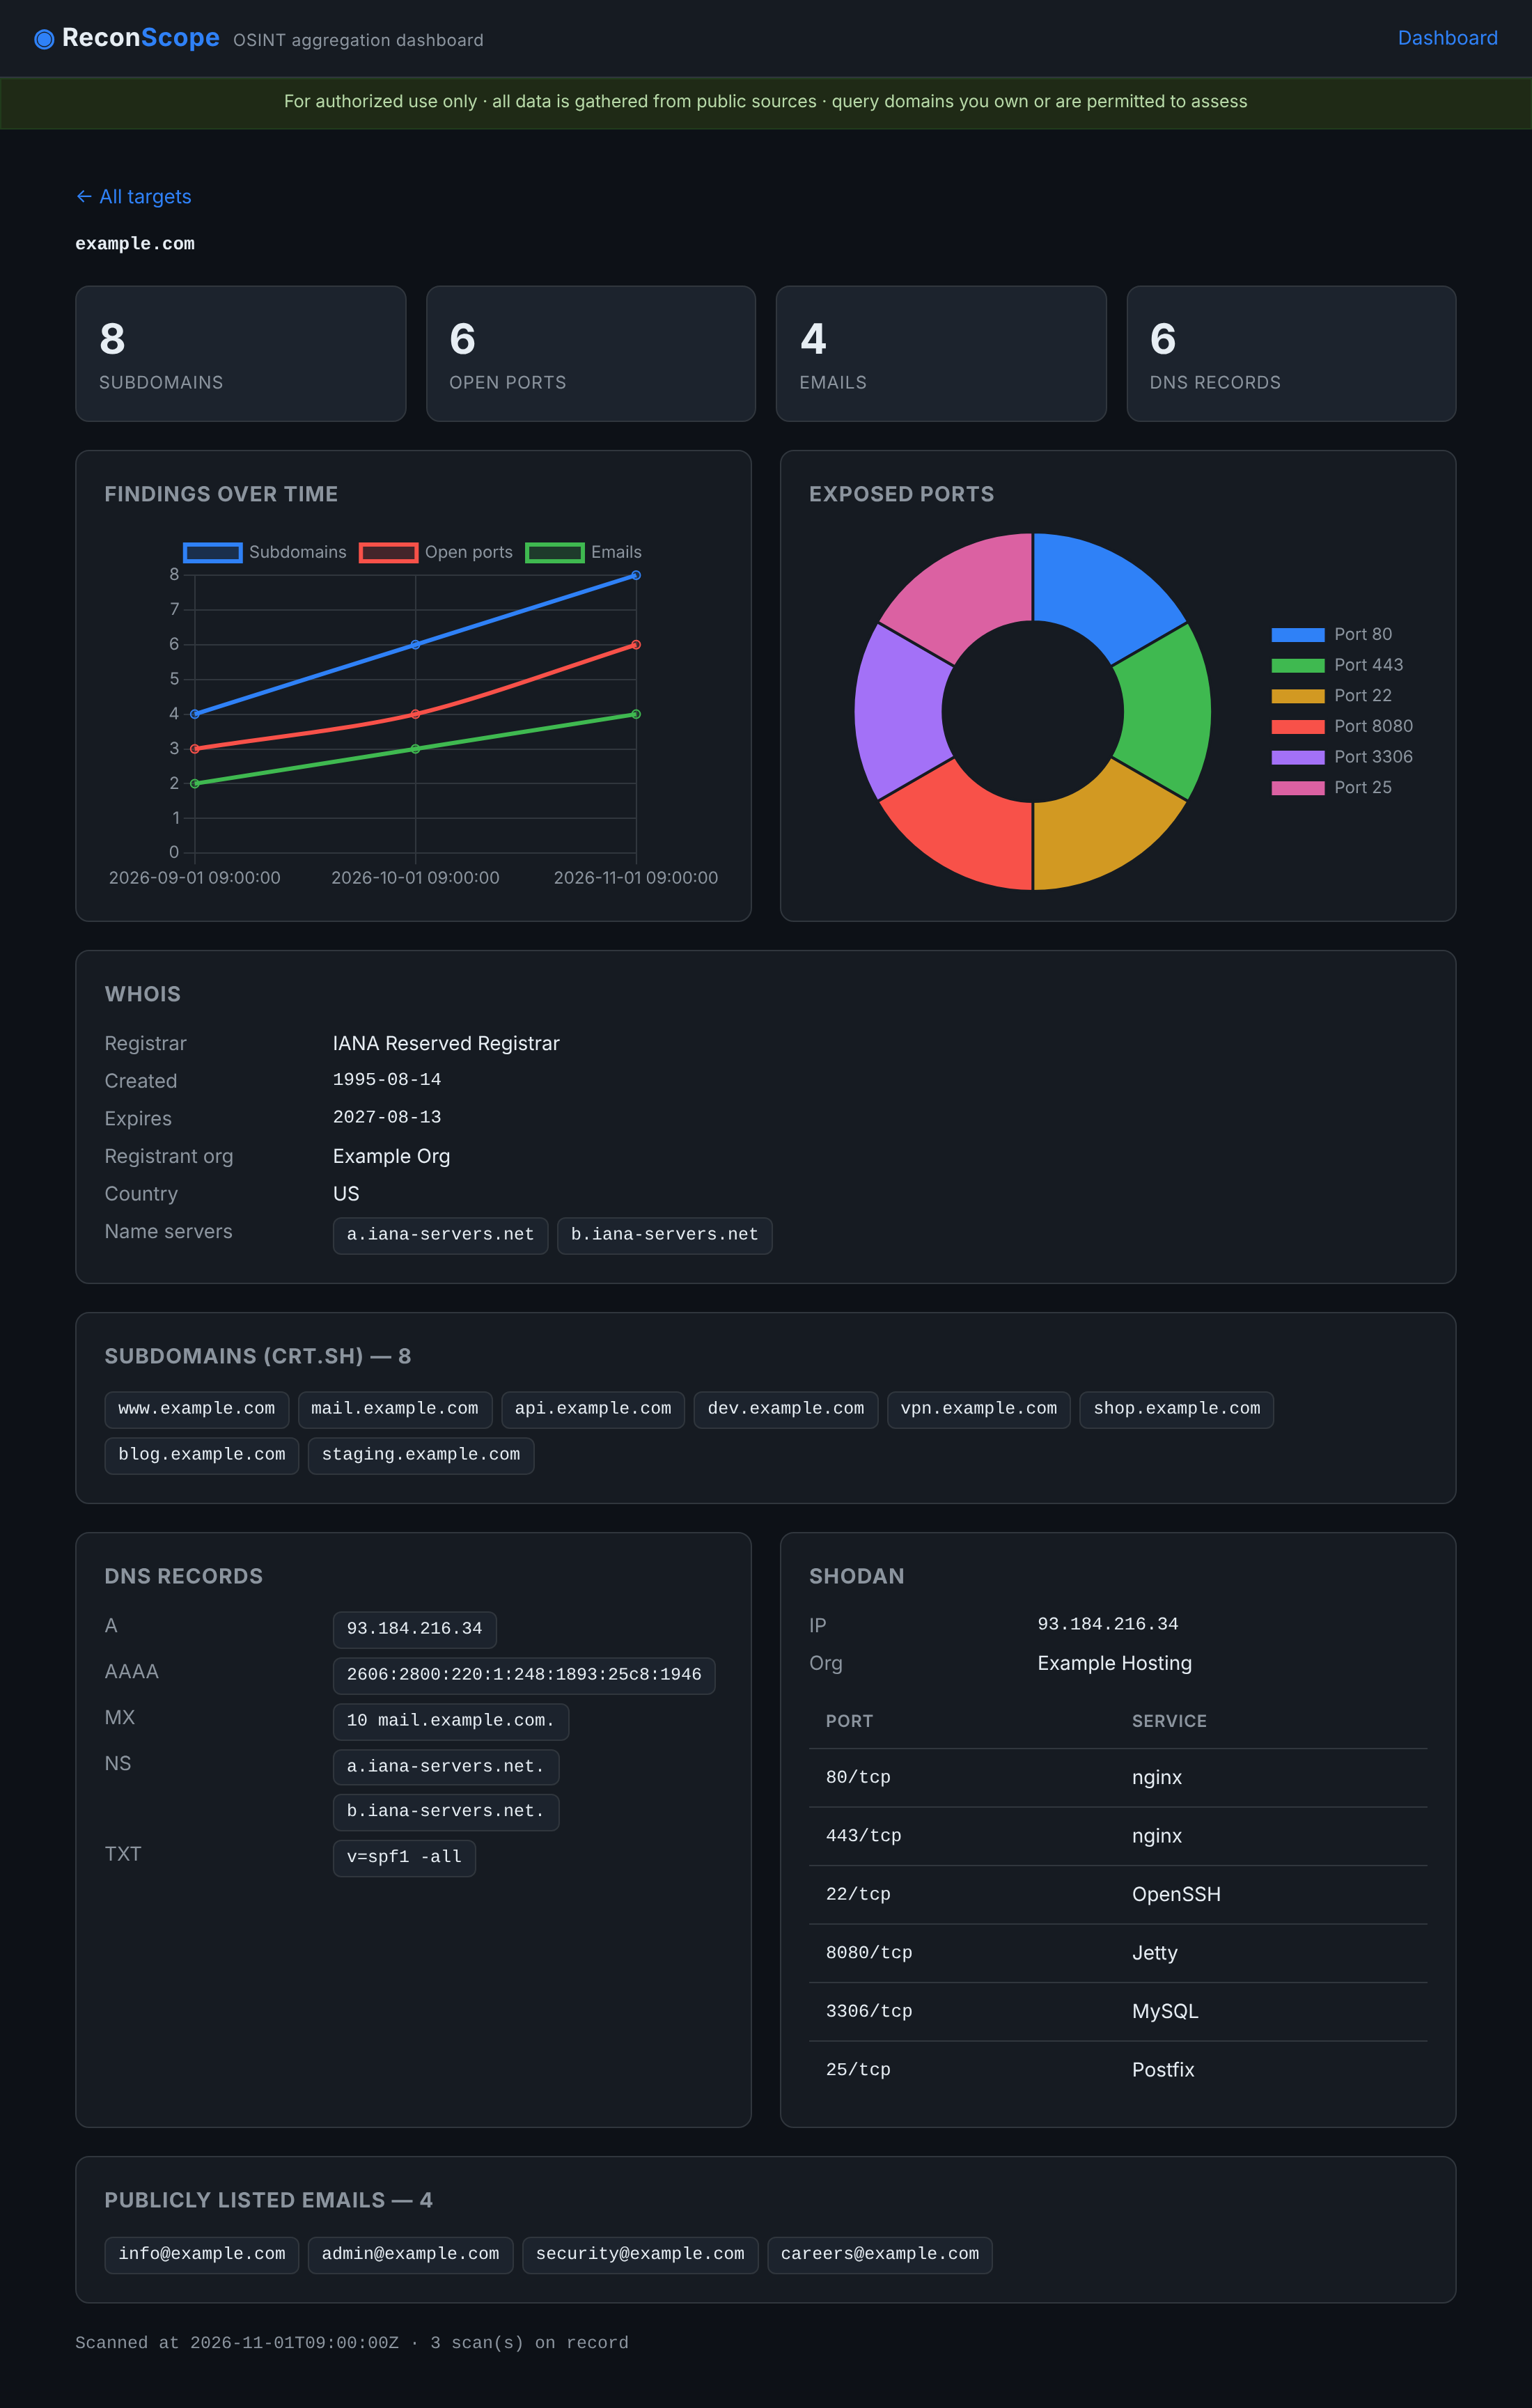 ◉ ReconScope OSINT aggregation dashboard
Dashboard
For authorized use only · all data is gathered from public sources · query domains you own or are permitted to assess
← All targets
example.com
8
SUBDOMAINS
6
OPEN PORTS
4
EMAILS
6
DNS RECORDS
FINDINGS OVER TIME
Subdomains Open ports Emails
8
7
6
5
4
3
2
1
0
2026-09-01 09:00:00 2026-10-01 09:00:00 2026-11-01 09:00:00
EXPOSED PORTS
Port 80
Port 443
Port 22
Port 8080
Port 3306
Port 25
WHOIS
Registrar IANA Reserved Registrar
Created 1995-08-14
Expires 2027-08-13
Registrant org Example Org
Country US
Name servers a.iana-servers.net b.iana-servers.net
SUBDOMAINS (CRT.SH) — 8
www.example.com mail.example.com api.example.com dev.example.com vpn.example.com shop.example.com
blog.example.com staging.example.com
DNS RECORDS
A 93.184.216.34
AAAA 2606:2800:220:1:248:1893:25c8:1946
MX 10 mail.example.com.
NS a.iana-servers.net.
b.iana-servers.net.
TXT v=spf1 -all
SHODAN
IP 93.184.216.34
Org Example Hosting
PORT SERVICE
80/tcp nginx
443/tcp nginx
22/tcp OpenSSH
8080/tcp Jetty
3306/tcp MySQL
25/tcp Postfix
PUBLICLY LISTED EMAILS — 4
info@example.com admin@example.com security@example.com careers@example.com
Scanned at 2026-11-01T09:00:00Z · 3 scan(s) on record